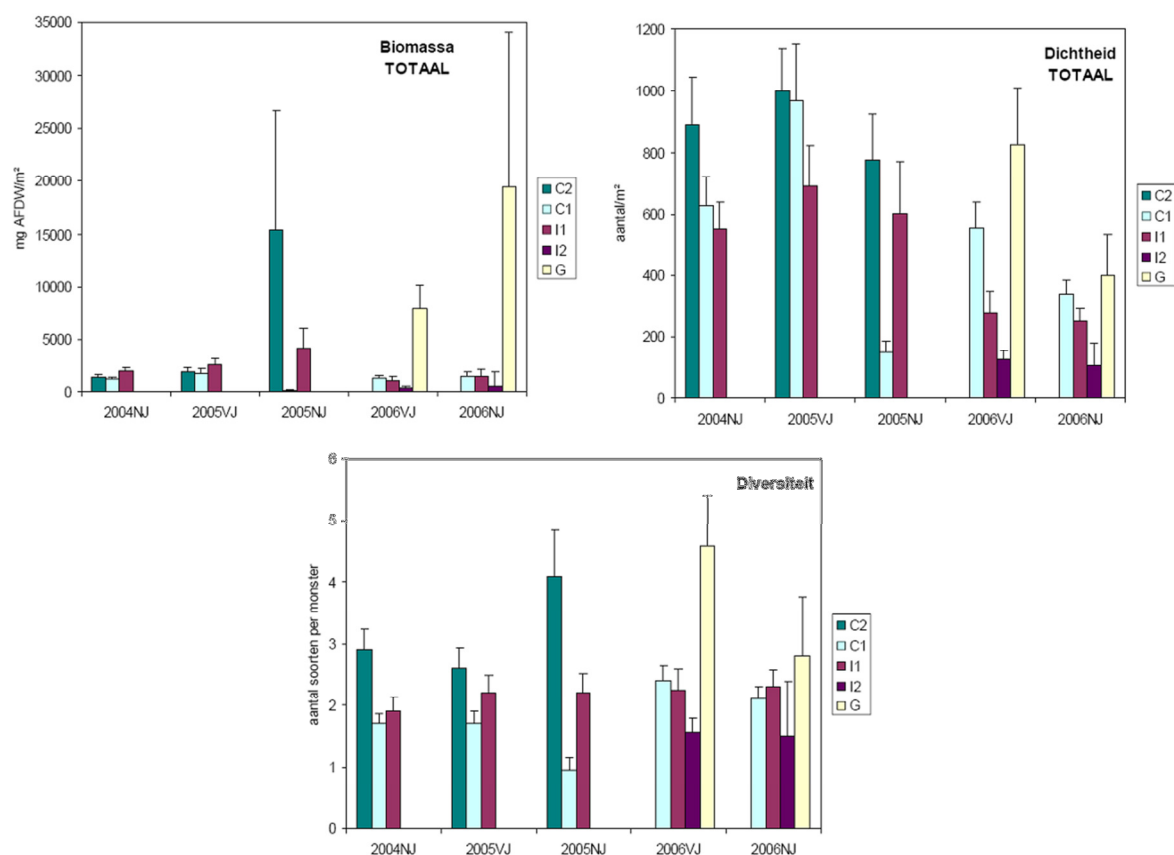 Biomassa
TOTAAL
35000
30000
25000
20000
15000
10000
5000
0
mg AFDW/m²
2004NJ 2005VJ 2005NJ 2006VJ 2006NJ
C2
C1
I1
I2
G
Dichtheid
TOTAAL
1200
1000
800
600
400
200
0
aantal/m²
2004NJ 2005VJ 2005NJ 2006VJ 2006NJ
C2
C1
I1
I2
G
Diversiteit
6
5
4
3
2
1
0
aantal soorten per monster
2004NJ 2005VJ 2005NJ 2006VJ 2006NJ
C2
C1
I1
I2
G